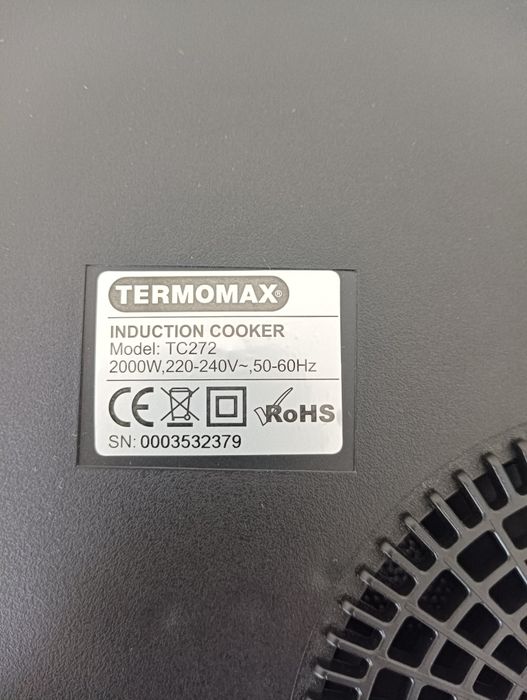 TERMOMAX®
INDUCTION COOKER
Model: TC272
2000W,220-240V~,50-60Hz
CE RoHS
SN: 0003532379